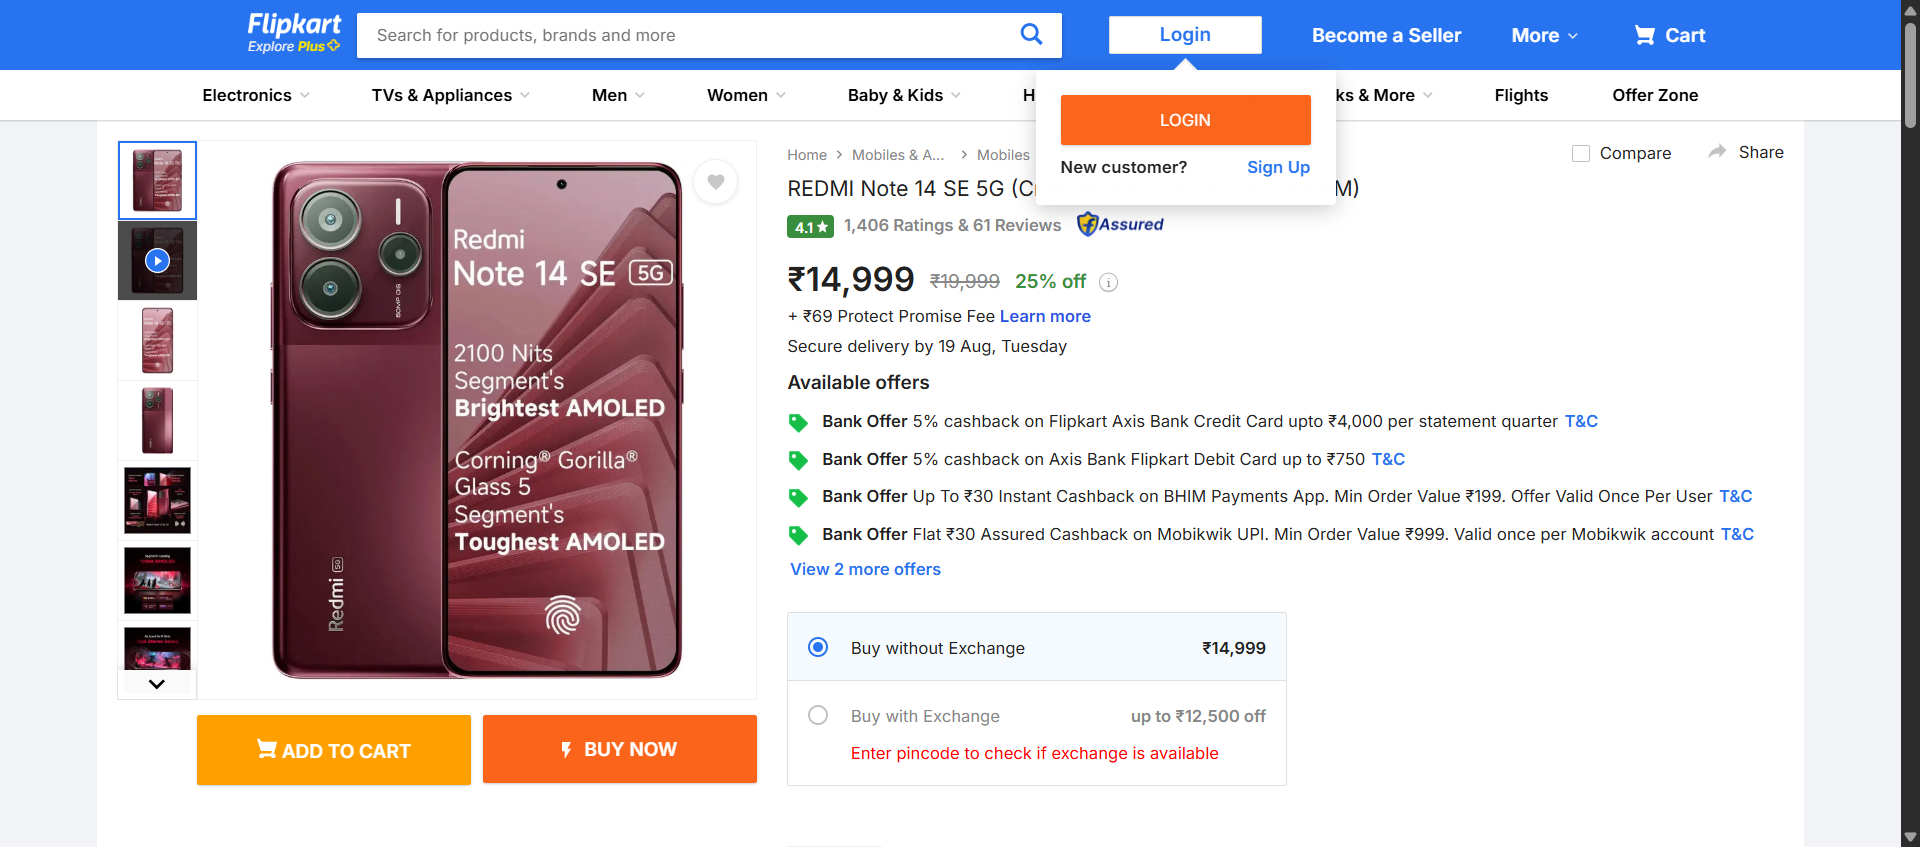 Flipkart
Explore Plus
Search for products, brands and more
Login
Become a Seller
More
Cart
Electronics
TVs & Appliances
Men
Women
Baby & Kids
H
ks & More
Flights
Offer Zone
LOGIN
New customer?
Sign Up
Home
Mobiles & A...
Mobiles
Compare
Share
REDMI Note 14 SE 5G (C
M)
4.1
1,406 Ratings & 61 Reviews
Assured
₹14,999
₹19,999
25% off
i
+ ₹69 Protect Promise Fee Learn more
Secure delivery by 19 Aug, Tuesday
Available offers
Bank Offer 5% cashback on Flipkart Axis Bank Credit Card upto ₹4,000 per statement quarter T&C
Bank Offer 5% cashback on Axis Bank Flipkart Debit Card up to ₹750 T&C
Bank Offer Up To ₹30 Instant Cashback on BHIM Payments App. Min Order Value ₹199. Offer Valid Once Per User T&C
Bank Offer Flat ₹30 Assured Cashback on Mobikwik UPI. Min Order Value ₹999. Valid once per Mobikwik account T&C
View 2 more offers
Buy without Exchange
₹14,999
Buy with Exchange
up to ₹12,500 off
Enter pincode to check if exchange is available
Redmi
Note 14 SE 5G
2100 Nits
Segment's
Brightest AMOLED
Corning® Gorilla®
Glass 5
Segment's
Toughest AMOLED
50MP OIS
Redmi 5G
ADD TO CART
BUY NOW